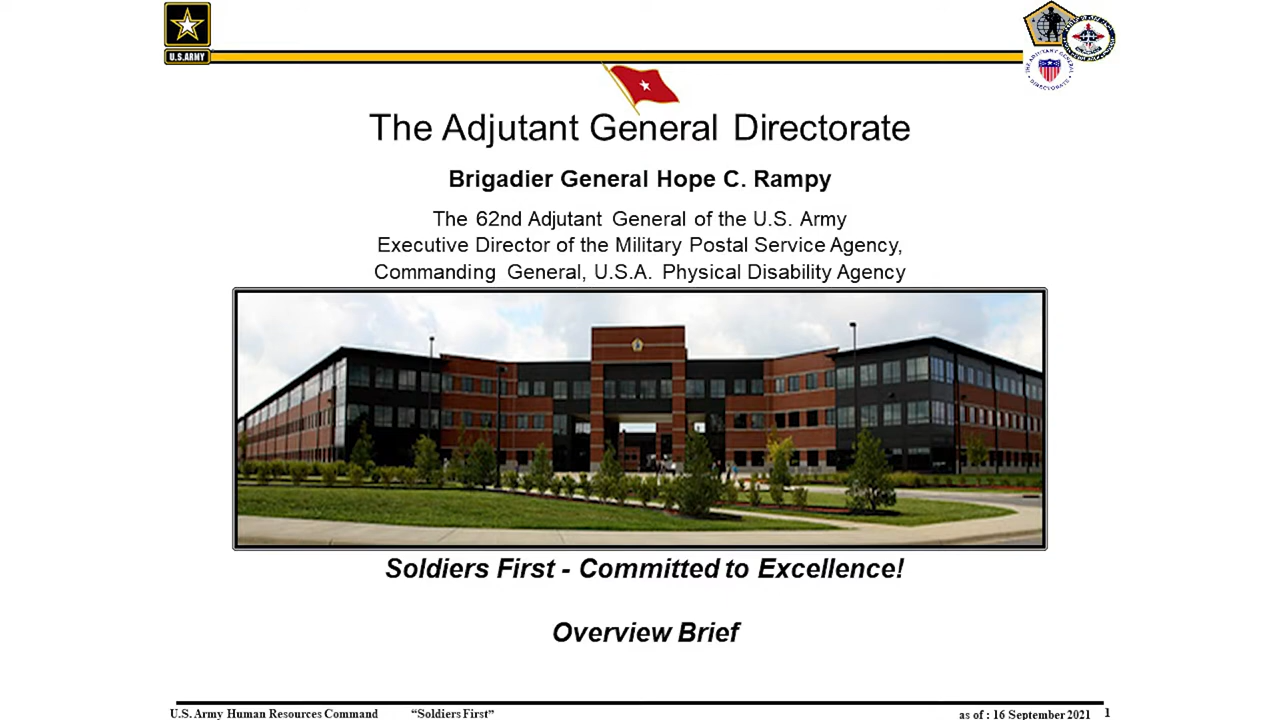 U.S.ARMY
The Adjutant General Directorate
Brigadier General Hope C. Rampy
The 62nd Adjutant General of the U.S. Army
Executive Director of the Military Postal Service Agency,
Commanding General, U.S.A. Physical Disability Agency
Soldiers First - Committed to Excellence!
Overview Brief
U.S. Army Human Resources Command “Soldiers First” as of : 16 September 2021 1